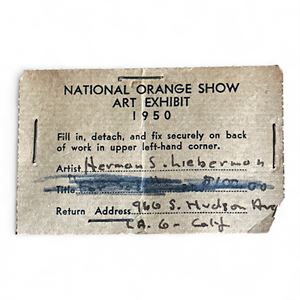 NATIONAL ORANGE SHOW
ART EXHIBIT
1950
Fill in, detach, and fix securely on back
of work in upper left-hand corner.
Artist Herman S. Lieberman
Title
Return Address 966 S. Hudson Ave
LA. 6 - Calif